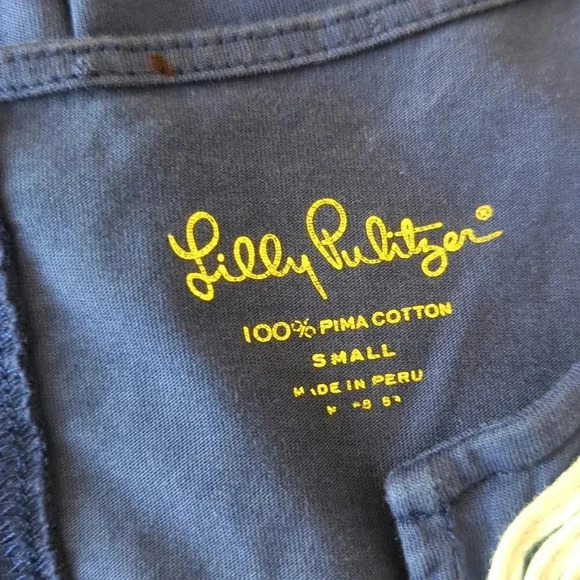 Lilly Pulitzer®
100% PIMA COTTON
SMALL
MADE IN PERU